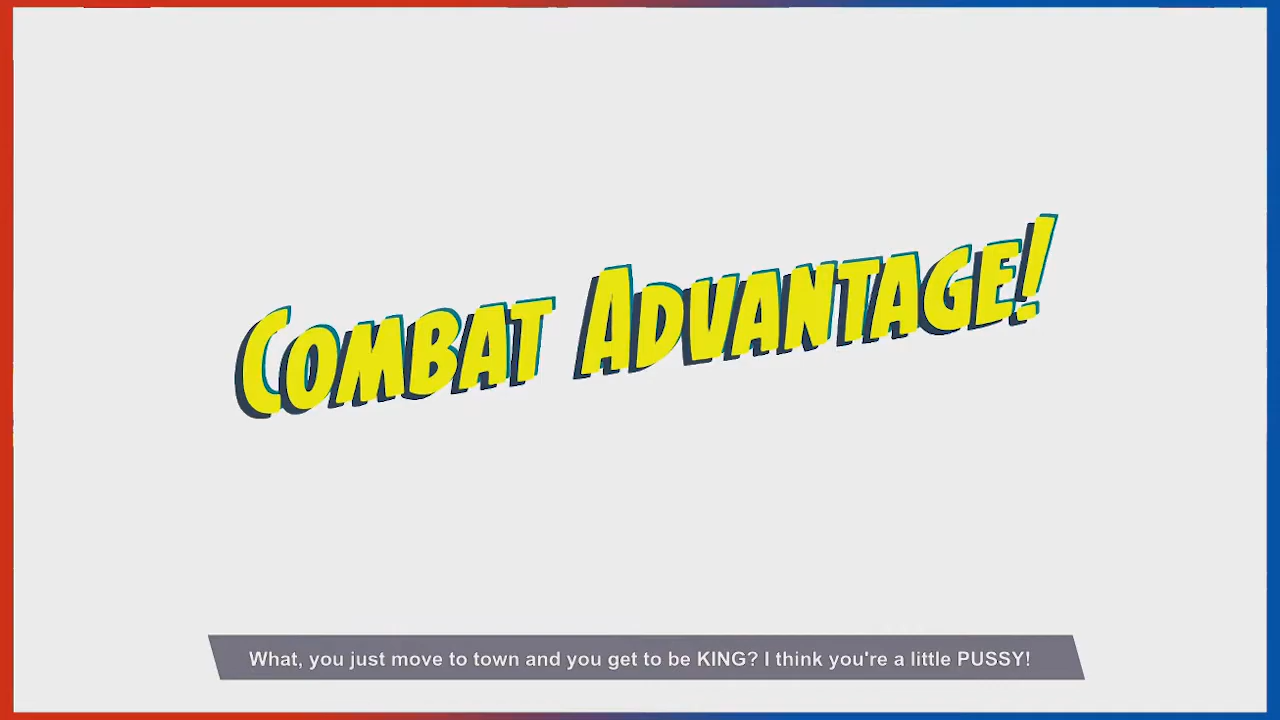 COMBAT ADVANTAGE!
What, you just move to town and you get to be KING? I think you're a little PUSSY!